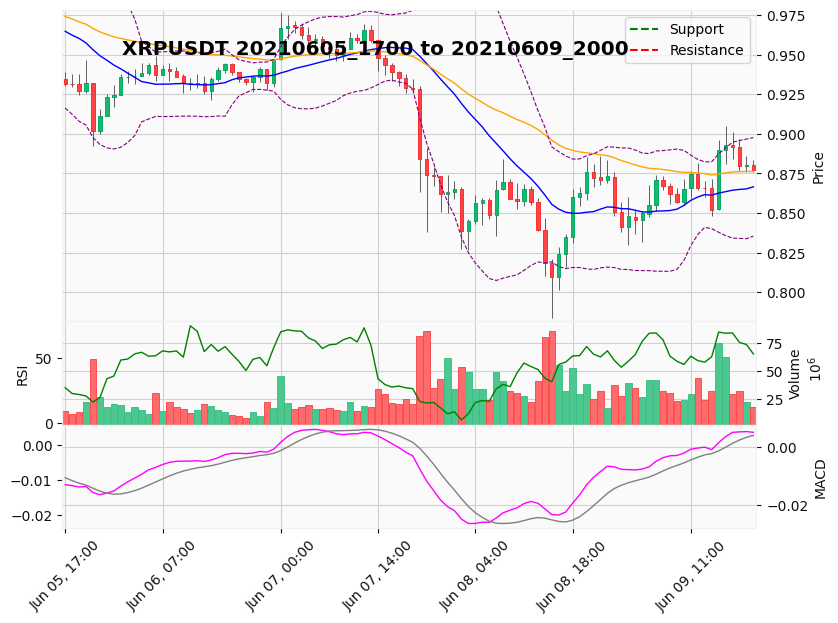 XRPUSDT 20210605_1700 to 20210609_2000
Support
Resistance
0.975
0.950
0.925
0.900
0.875
0.850
0.825
0.800
Price
50
0
RSI
75
50
25
Volume
10^6
0.00
−0.01
−0.02
0.00
−0.02
MACD
Jun 05, 17:00
Jun 06, 07:00
Jun 07, 00:00
Jun 07, 14:00
Jun 08, 04:00
Jun 08, 18:00
Jun 09, 11:00